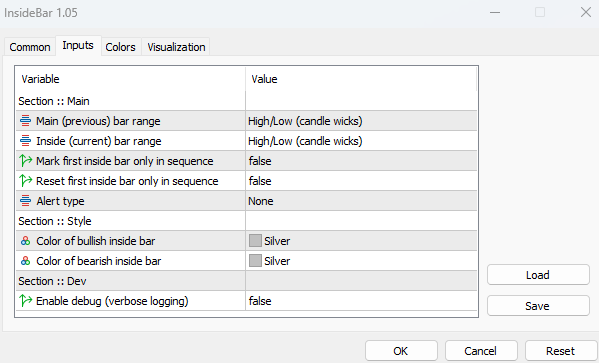 InsideBar 1.05
Common Inputs Colors Visualization
Variable Value
Section :: Main
Main (previous) bar range High/Low (candle wicks)
Inside (current) bar range High/Low (candle wicks)
Mark first inside bar only in sequence false
Reset first inside bar only in sequence false
Alert type None
Section :: Style
Color of bullish inside bar Silver
Color of bearish inside bar Silver
Section :: Dev
Enable debug (verbose logging) false
Load
Save
OK Cancel Reset